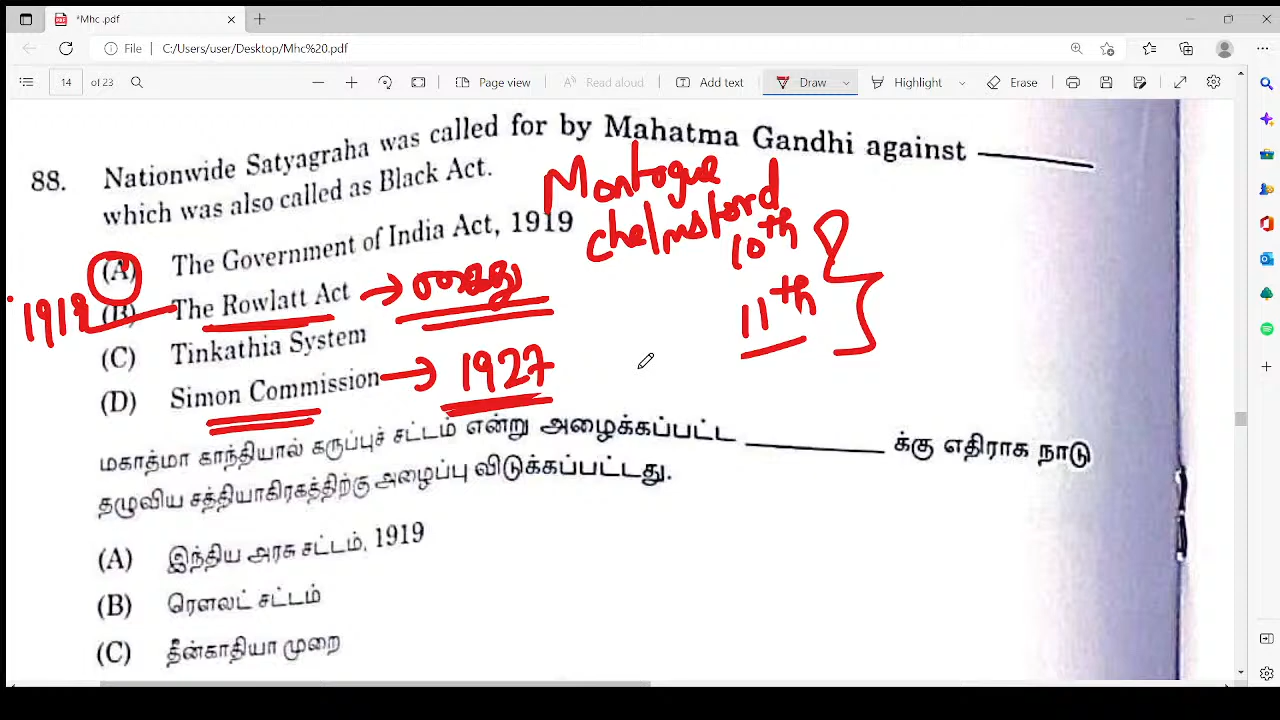 *Mhc .pdf
File
C:/Users/user/Desktop/Mhc%20.pdf
14 of 23
Page view
Read aloud
Add text
Draw
Highlight
Erase
88. Nationwide Satyagraha was called for by Mahatma Gandhi against ________
which was also called as Black Act.
Montogue
chelmsford
(A) The Government of India Act, 1919
10th
(B) The Rowlatt Act
11th
(C) Tinkathia System
(D) Simon Commission
1927
மகாத்மா காந்தியால் கருப்புச் சட்டம் என்று அழைக்கப்பட்ட ________ க்கு எதிராக நாடு
தழுவிய சத்தியாகிரகத்திற்கு அழைப்பு விடுக்கப்பட்டது.
(A) இந்திய அரசு சட்டம், 1919
(B) ரௌலட் சட்டம்
(C) தீன்காதியா முறை